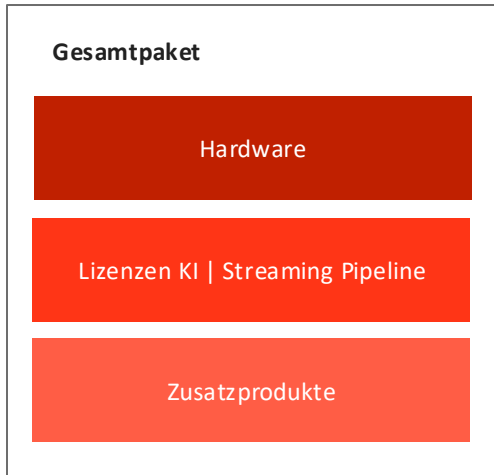 Gesamtpaket
Hardware
Lizenzen KI | Streaming Pipeline
Zusatzprodukte